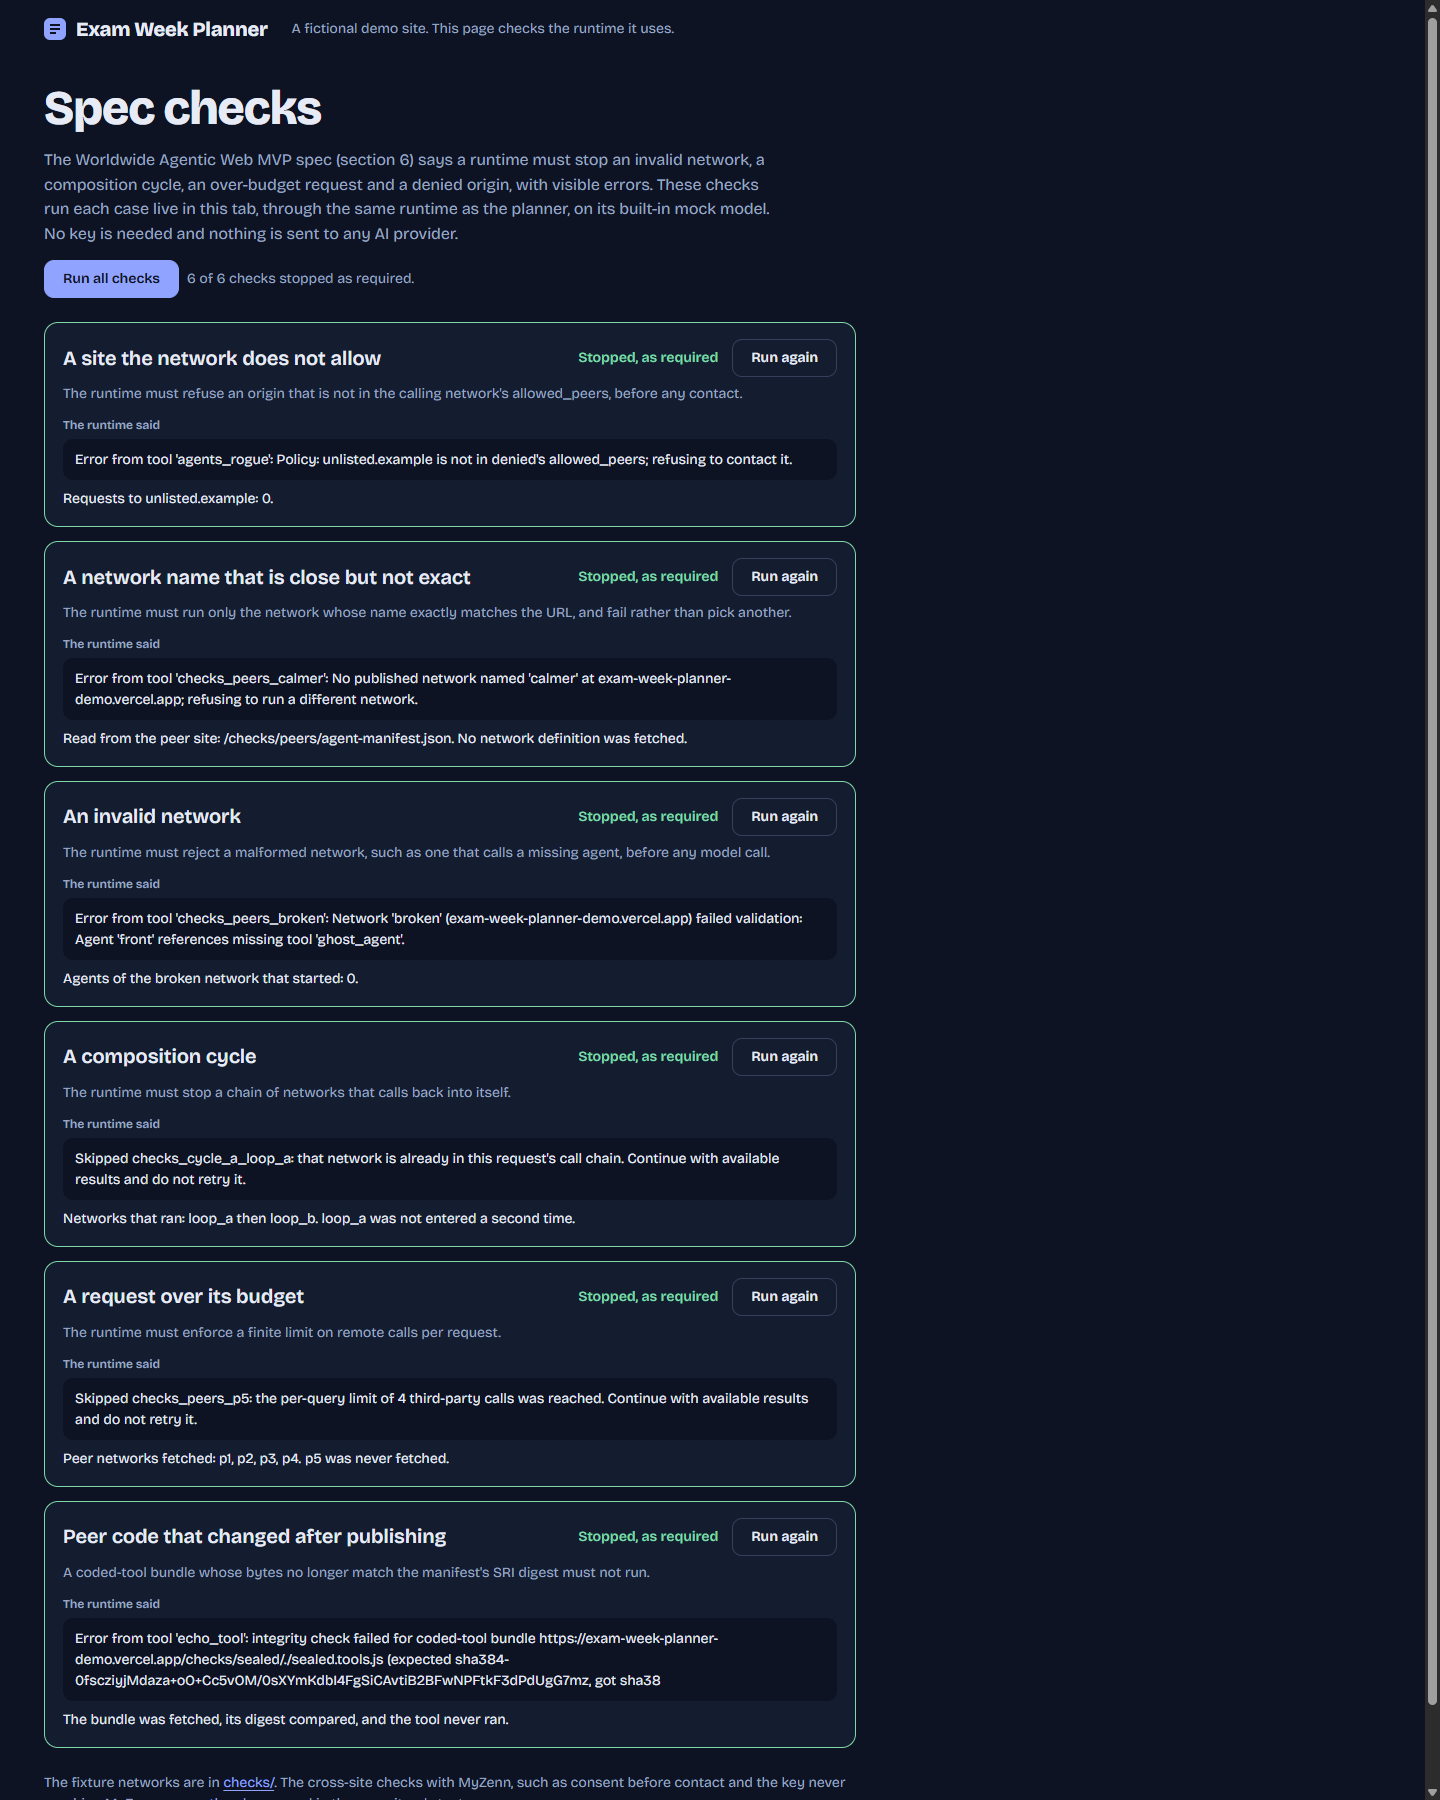 Exam Week Planner
A fictional demo site. This page checks the runtime it uses.
Spec checks
The Worldwide Agentic Web MVP spec (section 6) says a runtime must stop an invalid network, a
composition cycle, an over-budget request and a denied origin, with visible errors. These checks
run each case live in this tab, through the same runtime as the planner, on its built-in mock model.
No key is needed and nothing is sent to any AI provider.
Run all checks
6 of 6 checks stopped as required.
A site the network does not allow
Stopped, as required
Run again
The runtime must refuse an origin that is not in the calling network's allowed_peers, before any contact.
The runtime said
Error from tool 'agents_rogue': Policy: unlisted.example is not in denied's allowed_peers; refusing to contact it.
Requests to unlisted.example: 0.
A network name that is close but not exact
Stopped, as required
Run again
The runtime must run only the network whose name exactly matches the URL, and fail rather than pick another.
The runtime said
Error from tool 'checks_peers_calmer': No published network named 'calmer' at exam-week-planner-
demo.vercel.app; refusing to run a different network.
Read from the peer site: /checks/peers/agent-manifest.json. No network definition was fetched.
An invalid network
Stopped, as required
Run again
The runtime must reject a malformed network, such as one that calls a missing agent, before any model call.
The runtime said
Error from tool 'checks_peers_broken': Network 'broken' (exam-week-planner-demo.vercel.app) failed validation:
Agent 'front' references missing tool 'ghost_agent'.
Agents of the broken network that started: 0.
A composition cycle
Stopped, as required
Run again
The runtime must stop a chain of networks that calls back into itself.
The runtime said
Skipped checks_cycle_a_loop_a: that network is already in this request's call chain. Continue with available
results and do not retry it.
Networks that ran: loop_a then loop_b. loop_a was not entered a second time.
A request over its budget
Stopped, as required
Run again
The runtime must enforce a finite limit on remote calls per request.
The runtime said
Skipped checks_peers_p5: the per-query limit of 4 third-party calls was reached. Continue with available results
and do not retry it.
Peer networks fetched: p1, p2, p3, p4. p5 was never fetched.
Peer code that changed after publishing
Stopped, as required
Run again
A coded-tool bundle whose bytes no longer match the manifest's SRI digest must not run.
The runtime said
Error from tool 'echo_tool': integrity check failed for coded-tool bundle https://exam-week-planner-
demo.vercel.app/checks/sealed/./sealed.tools.js (expected sha384-
0fscziyjMdaza+oO+Cc5vOM/0sXYmKdbI4FgSiCAvtiB2BFwNPFtkF3dPdUgG7mz, got sha38
The bundle was fetched, its digest compared, and the tool never ran.
The fixture networks are in checks/. The cross-site checks with MyZenn, such as consent before contact and the key never